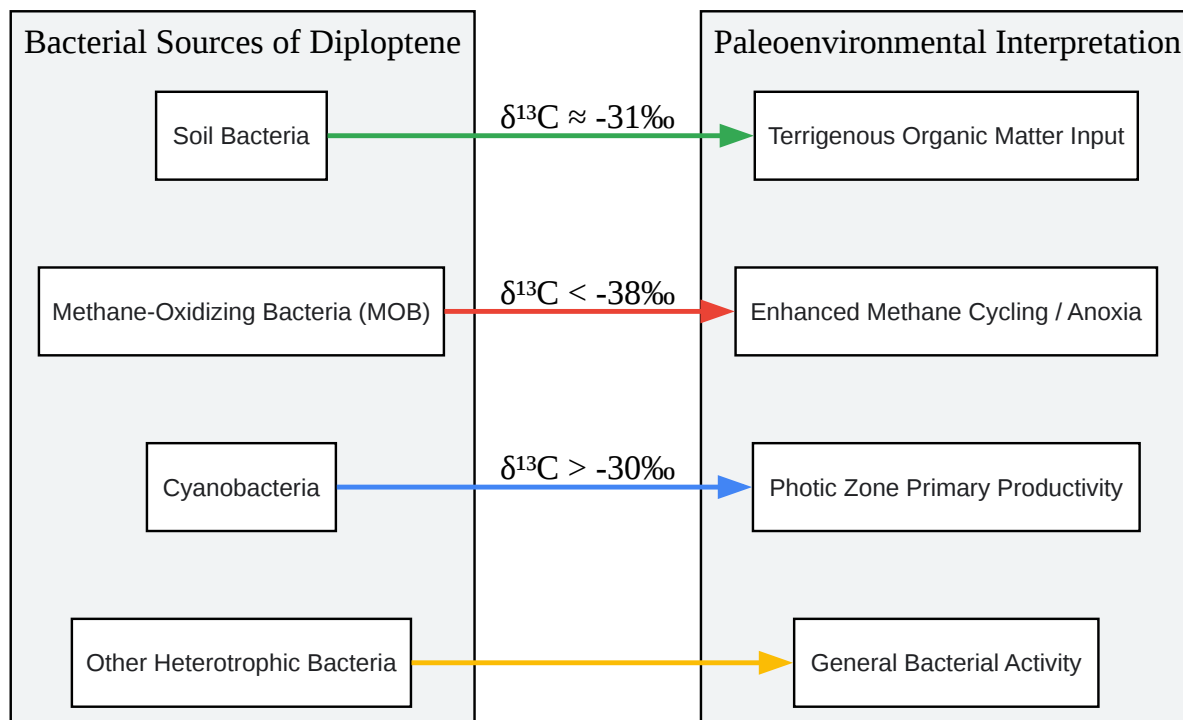 Bacterial Sources of Diploptene
Paleoenvironmental Interpretation
Soil Bacteria
δ¹³C ≈ -31‰
Terrigenous Organic Matter Input
Methane-Oxidizing Bacteria (MOB)
δ¹³C < -38‰
Enhanced Methane Cycling / Anoxia
Cyanobacteria
δ¹³C > -30‰
Photic Zone Primary Productivity
Other Heterotrophic Bacteria
General Bacterial Activity